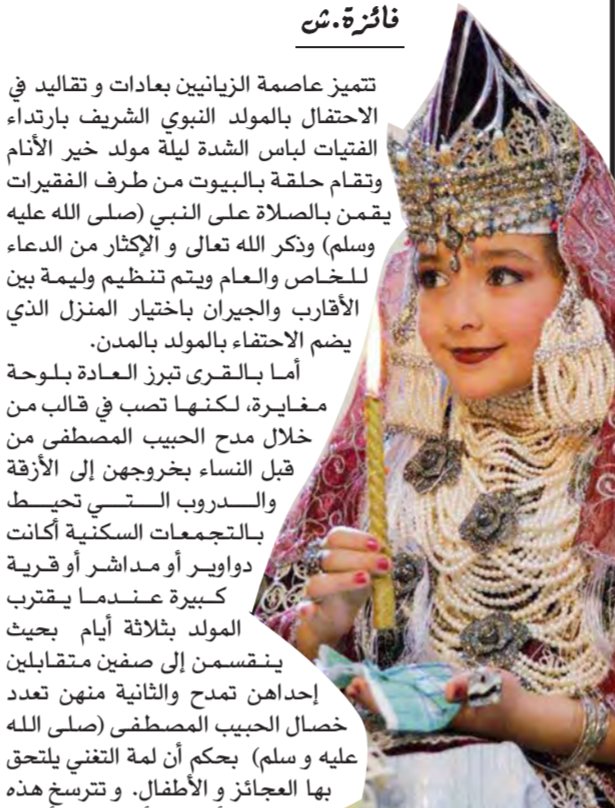 فائزة.ش
تتميز عاصمة الزيانيين بعادات و تقاليد في
الاحتفال بالمولد النبوي الشريف بارتداء
الفتيات لباس الشدة ليلة مولد خير الأنام
وتقام حلقة بالبيوت من طرف الفقيرات
يقمن بالصلاة على النبي (صلى الله عليه
وسلم) وذكر الله تعالى و الإكثار من الدعاء
للخاص والعام ويتم تنظيم وليمة بين
الأقارب والجيران باختيار المنزل الذي
يضم الاحتفاء بالمولد بالمدن.
أما بالقرى تبرز العادة بلوحة
مغايرة، لكنها تصب في قالب من
خلال مدح الحبيب المصطفى من
قبل النساء بخروجهن إلى الأزقة
والدروب التي تحيط
بالتجمعات السكنية أكانت
دواوير أو مداشر أو قرية
كبيرة عندما يقترب
المولد بثلاثة أيام بحيث
ينقسمن إلى صفين متقابلين
إحداهن تمدح والثانية منهن تعدد
خصال الحبيب المصطفى (صلى الله
عليه و سلم) بحكم أن لمة التغني يلتحق
بها العجائز و الأطفال. و تترسخ هذه